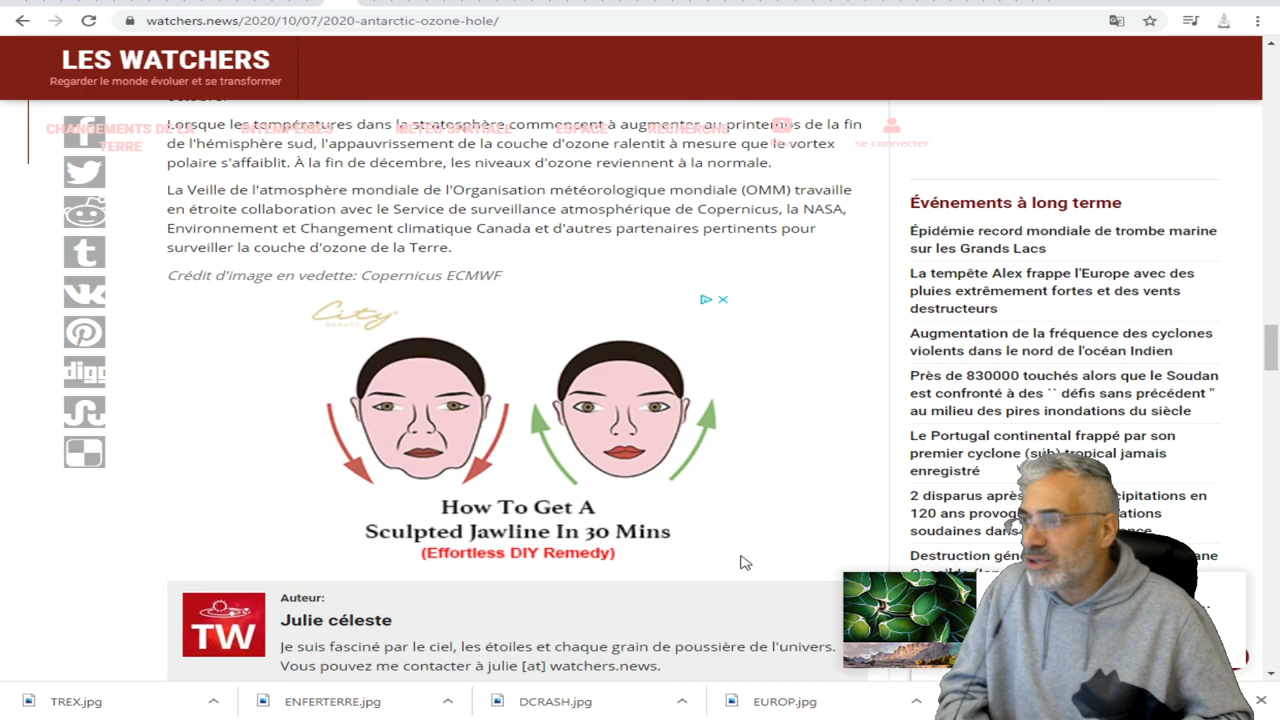 watchers.news/2020/10/07/2020-antarctic-ozone-hole/
LES WATCHERS
Regarder le monde évoluer et se transformer
CHANGEMENTS DE LA TERRE
INTEMPÉRIES
MÉTÉO SPATIALE
ESPACE
RECHERCHE
se connecter
Lorsque les températures dans la stratosphère commencent à augmenter au printemps de la fin
de l'hémisphère sud, l'appauvrissement de la couche d'ozone ralentit à mesure que le vortex
polaire s'affaiblit. À la fin de décembre, les niveaux d'ozone reviennent à la normale.
La Veille de l'atmosphère mondiale de l'Organisation météorologique mondiale (OMM) travaille
en étroite collaboration avec le Service de surveillance atmosphérique de Copernicus, la NASA,
Environnement et Changement climatique Canada et d'autres partenaires pertinents pour
surveiller la couche d'ozone de la Terre.
Crédit d'image en vedette: Copernicus ECMWF
digg
City
BEAUTY
How To Get A
Sculpted Jawline In 30 Mins
(Effortless DIY Remedy)
TW
Auteur:
Julie céleste
Je suis fasciné par le ciel, les étoiles et chaque grain de poussière de l'univers.
Vous pouvez me contacter à julie [at] watchers.news.
Événements à long terme
Épidémie record mondiale de trombe marine
sur les Grands Lacs
La tempête Alex frappe l'Europe avec des
pluies extrêmement fortes et des vents
destructeurs
Augmentation de la fréquence des cyclones
violents dans le nord de l'océan Indien
Près de 830000 touchés alors que le Soudan
est confronté à des `` défis sans précédent ''
au milieu des pires inondations du siècle
Le Portugal continental frappé par son
premier cyclone (sub) tropical jamais
enregistré
2 disparus après
120 ans
soudaines
Destruction
TREX.jpg
ENFERTERRE.jpg
DCRASH.jpg
EUROP.jpg